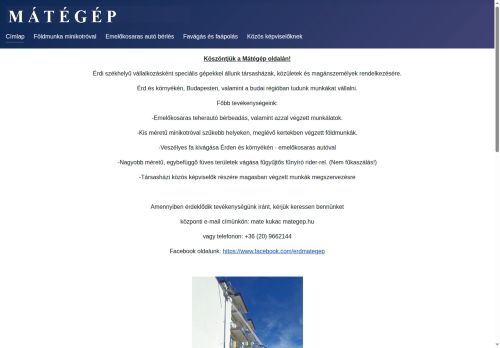 MÁTÉGÉP
Címlap Földmunka minikotróval Emelőkosaras autó bérlés Favágás és faápolás Közös képviselőknek
Köszöntjük a Mátégép oldalán!
Érdi székhelyű vállalkozásként speciális gépekkel állunk társasházak, közületek és magánszemélyek rendelkezésére.
Érd és környékén, Budapesten, valamint a budai régióban tudunk munkákat vállalni.
Főbb tevékenységeink:
-Emelőkosaras teherautó bérbeadás, valamint azzal végzett munkálatok.
-Kis méretű minikotróval szűkebb helyeken, meglévő kertekben végzett földmunkák.
-Veszélyes fa kivágása Érden és környékén - emelőkosaras autóval
-Nagyobb méretű, egybefüggő füves területek vágása fűgyűjtős fűnyíró rider-rel. (Nem fűkaszálás!)
-Társasházi közös képviselők részére magasban végzett munkák megszervezésre
Amennyiben érdeklődik tevékenységünk iránt, kérjük keressen bennünket
központi e-mail címünkön: mate kukac mategep.hu
vagy telefonon: +36 (20) 9662144
Facebook oldalunk: https://www.facebook.com/erdmategep